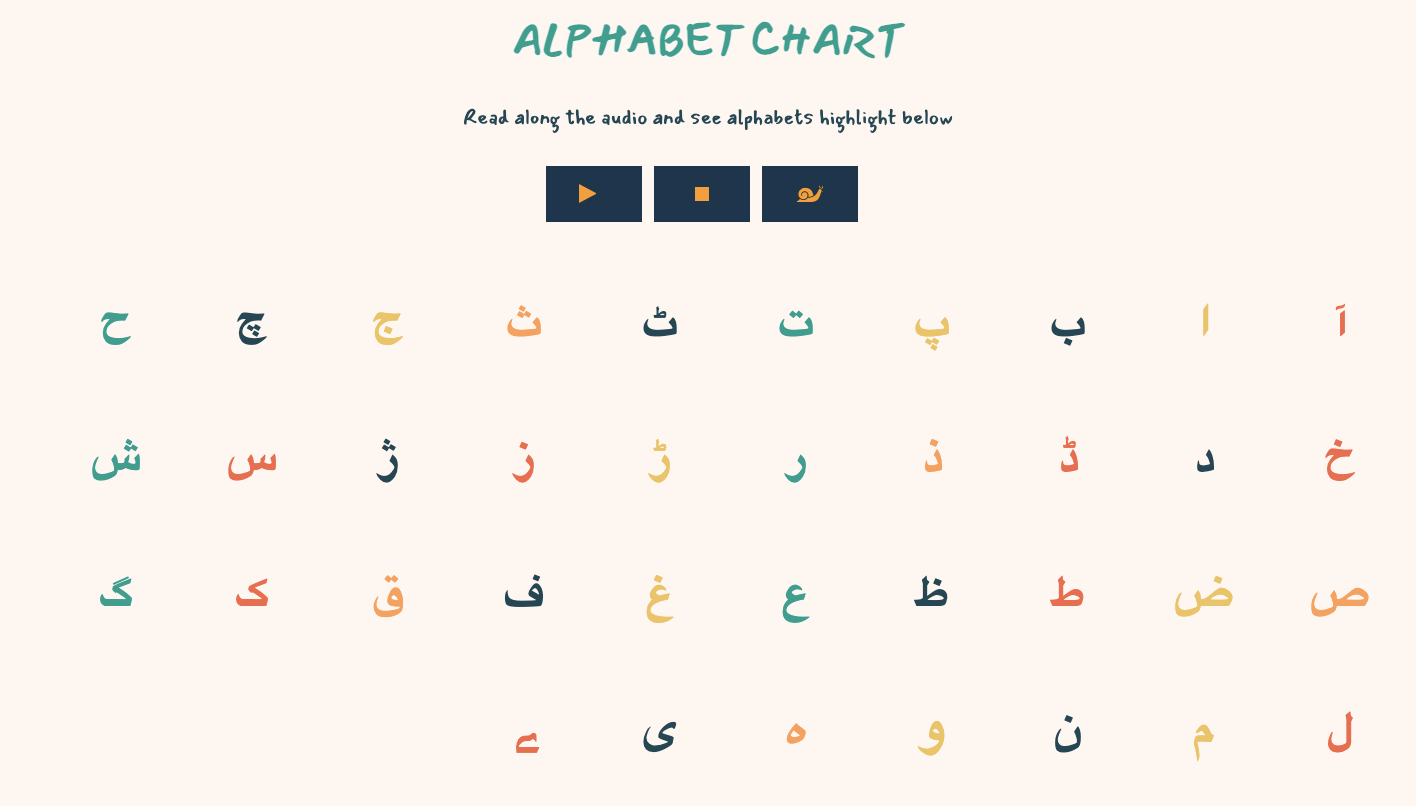 ALPHABET CHART
Read along the audio and see alphabets highlight below
آ ا ب پ ت ٹ ث ج چ ح
خ د ڈ ذ ر ڑ ز ژ س ش
ص ض ط ظ ع غ ف ق ک گ
ل م ن و ہ ی ے